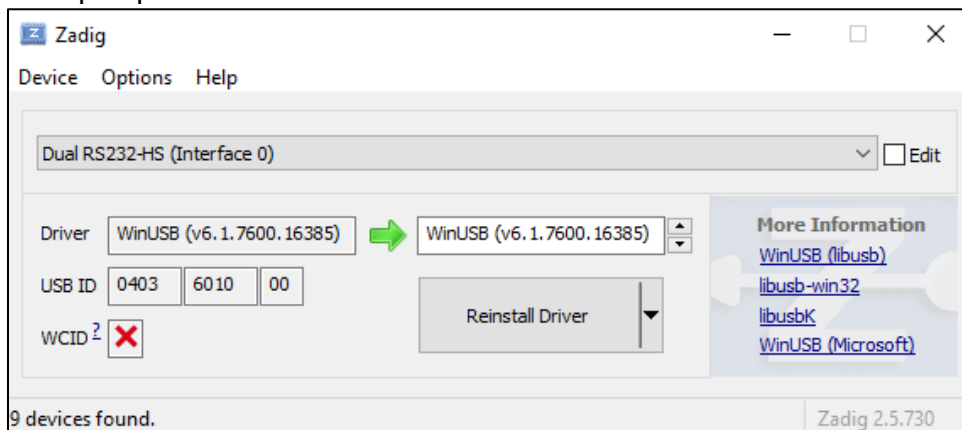 Zadig
Device Options Help
Dual RS232-HS (Interface 0)
Edit
Driver WinUSB (v6.1.7600.16385) WinUSB (v6.1.7600.16385)
USB ID 0403 6010 00
WCID ?
Reinstall Driver
More Information
WinUSB (libusb)
libusb-win32
libusbK
WinUSB (Microsoft)
9 devices found.
Zadig 2.5.730